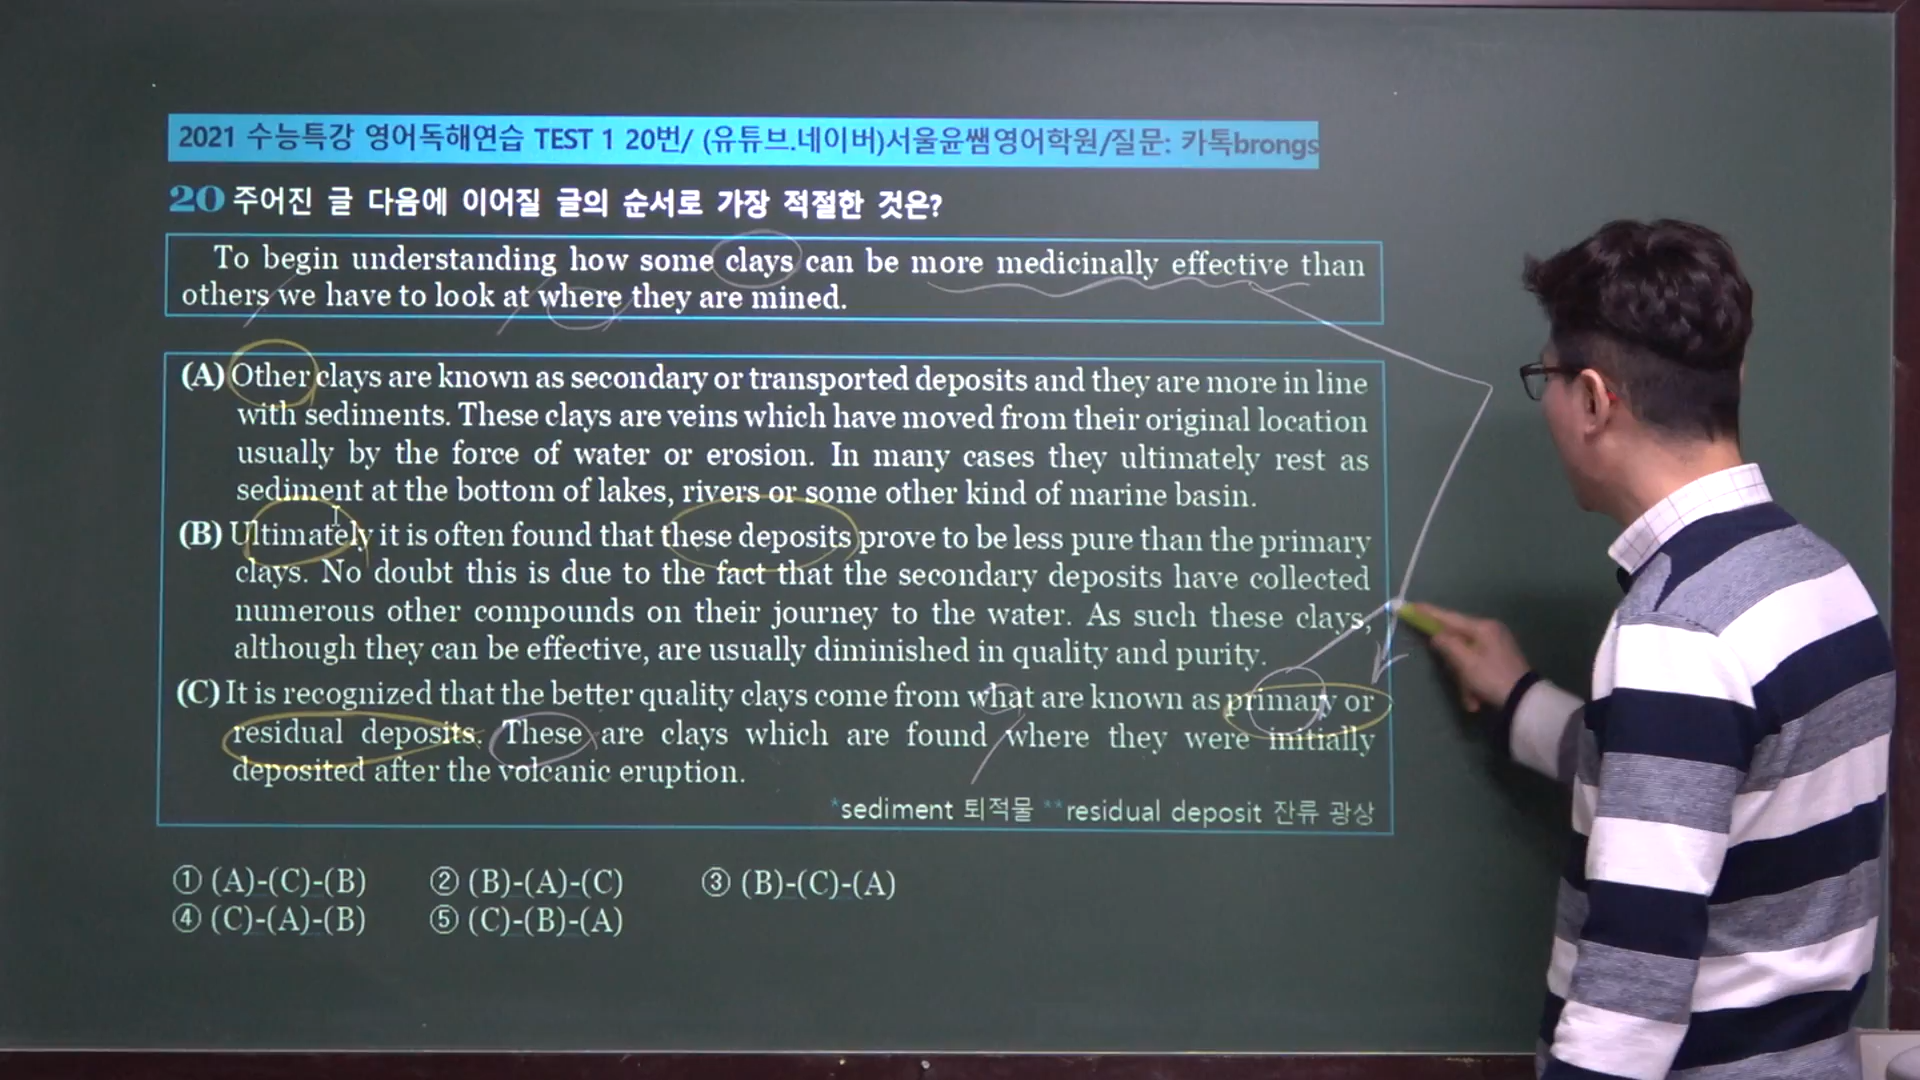 2021 수능특강 영어독해연습 TEST 1 20번/ (유튜브.네이버)서울윤쌤영어학원/질문: 카톡brongs
20 주어진 글 다음에 이어질 글의 순서로 가장 적절한 것은?
To begin understanding how some clays can be more medicinally effective than
others we have to look at where they are mined.
(A) Other clays are known as secondary or transported deposits and they are more in line
with sediments. These clays are veins which have moved from their original location
usually by the force of water or erosion. In many cases they ultimately rest as
sediment at the bottom of lakes, rivers or some other kind of marine basin.
(B) Ultimately it is often found that these deposits prove to be less pure than the primary
clays. No doubt this is due to the fact that the secondary deposits have collected
numerous other compounds on their journey to the water. As such these clays,
although they can be effective, are usually diminished in quality and purity.
(C) It is recognized that the better quality clays come from what are known as primary or
residual deposits. These are clays which are found where they were initially
deposited after the volcanic eruption.
*sediment 퇴적물 **residual deposit 잔류 광상
① (A)-(C)-(B) ② (B)-(A)-(C) ③ (B)-(C)-(A)
④ (C)-(A)-(B) ⑤ (C)-(B)-(A)